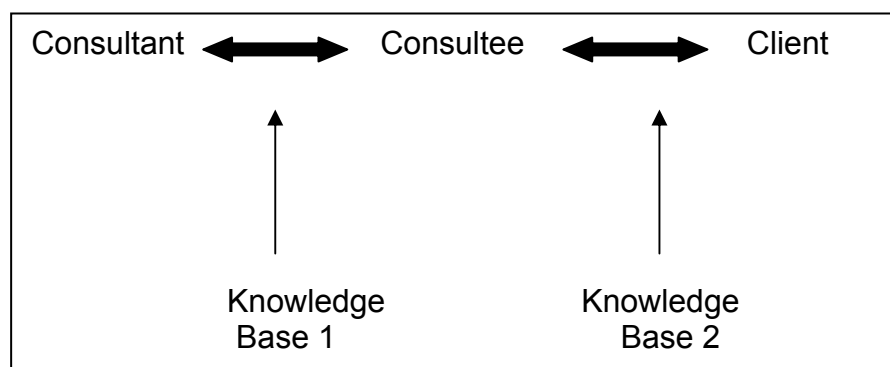 Consultant Consultee Client
Knowledge Knowledge
Base 1 Base 2